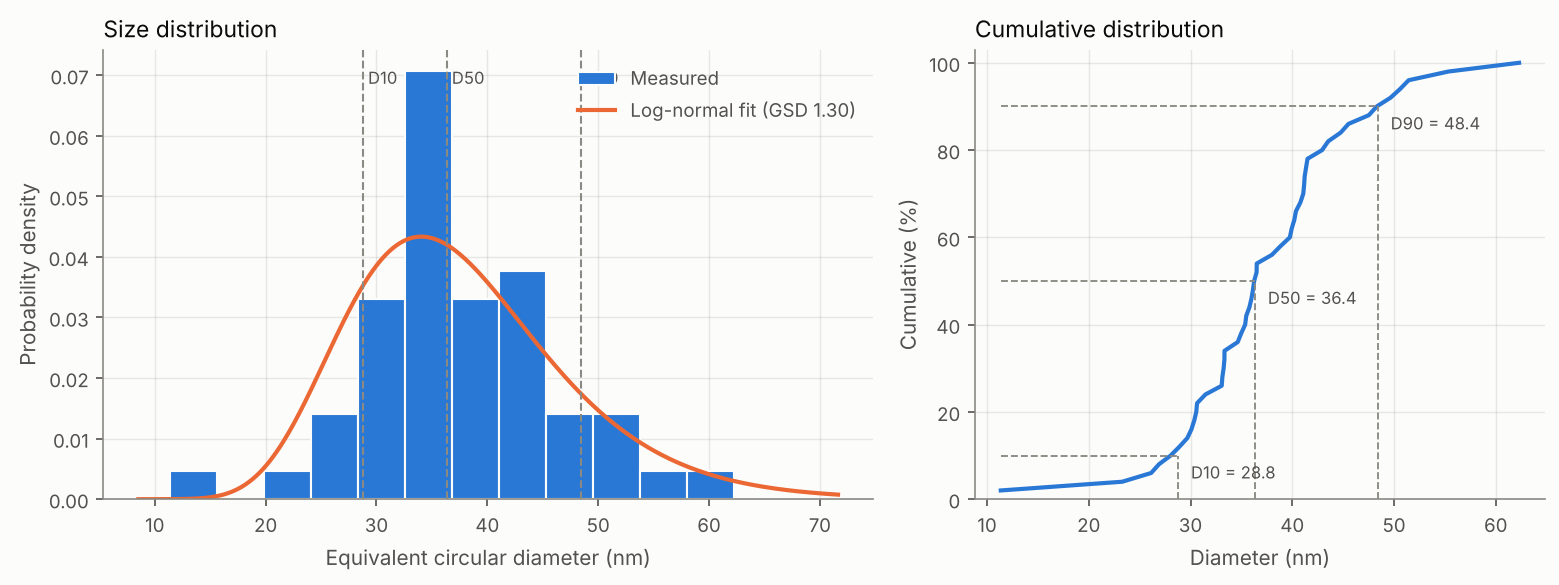 Size distribution
Probability density
0.07
0.06
0.05
0.04
0.03
0.02
0.01
0.00
D10
D50
Measured
Log-normal fit (GSD 1.30)
10 20 30 40 50 60 70
Equivalent circular diameter (nm)
Cumulative distribution
Cumulative (%)
100
80
60
40
20
0
D90 = 48.4
D50 = 36.4
D10 = 28.8
10 20 30 40 50 60
Diameter (nm)